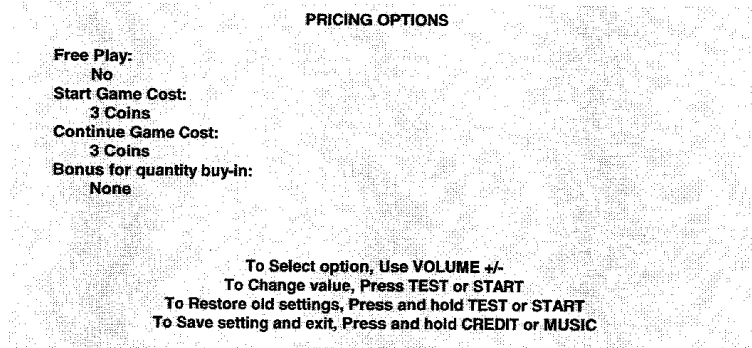 PRICING OPTIONS
Free Play:
No
Start Game Cost:
3 Coins
Continue Game Cost:
3 Coins
Bonus for quantity buy-in:
None
To Select option, Use VOLUME +/-
To Change value, Press TEST or START
To Restore old settings, Press and hold TEST or START
To Save setting and exit, Press and hold CREDIT or MUSIC